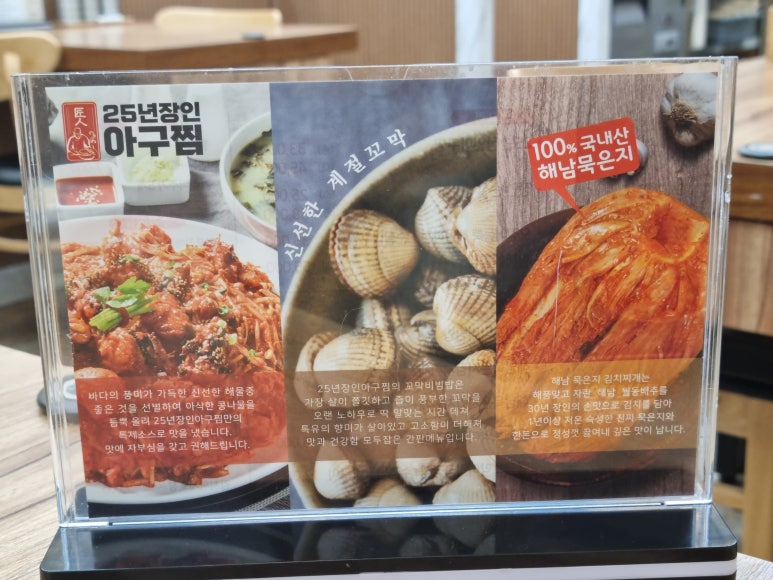 匠人
25년장인
아구찜
바다의 풍미가 가득한 신선한 해물중
좋은 것을 선별하여 아삭한 콩나물을
듬뿍 올려 25년장인아구찜만의
특제소스로 맛을 냈습니다.
맛에 자부심을 갖고 권해드립니다.
신선한 계절꼬막
25년장인아구찜의 꼬막비빔밥은
가장 살이 쫄깃하고 즙이 풍부한 꼬막을
오랜 노하우로 딱 알맞는 시간 데쳐
특유의 향미가 살아있고 고소함이 더하여
맛과 건강함 모두잡은 간판메뉴입니다.
100% 국내산
해남묵은지
해남 묵은지 김치찌개는
해풍맞고 자란 해남 월동배추를
30년 장인의 손맛으로 김치를 담아
1년이상 저온 숙성한 진짜 묵은지와
한돈으로 정성껏 끓여내 깊은 맛이 납니다.